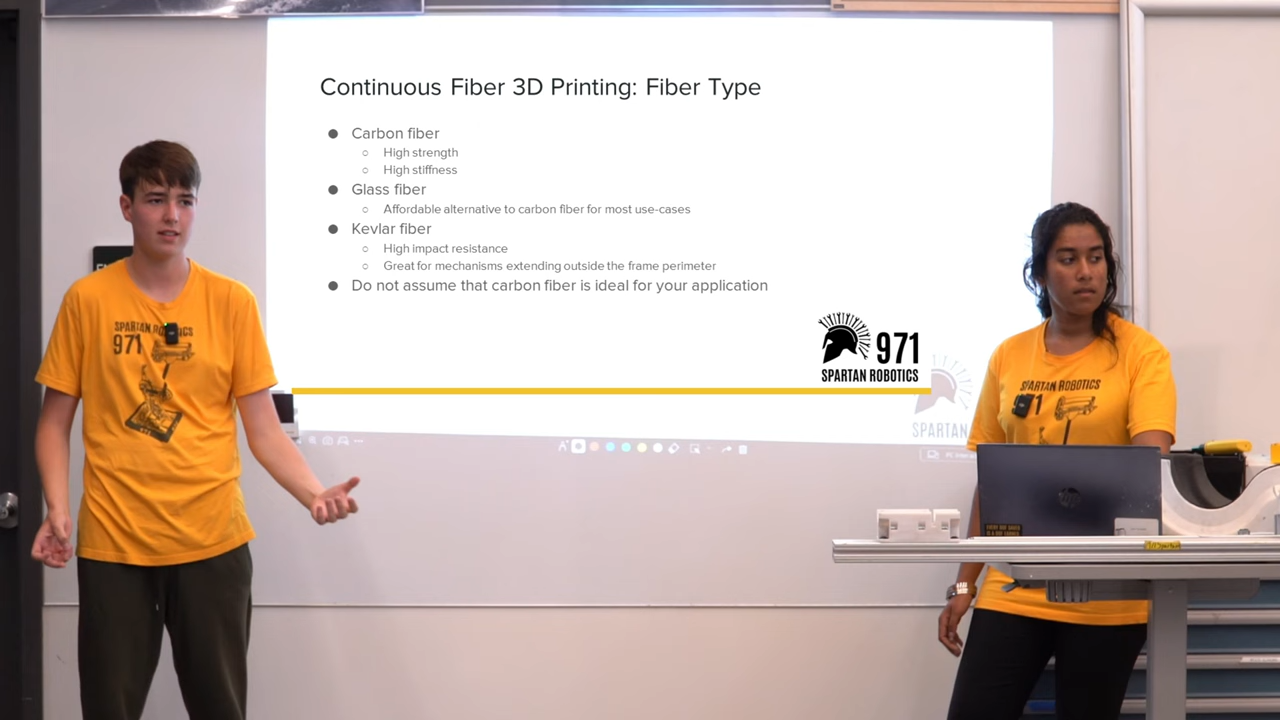 Continuous Fiber 3D Printing: Fiber Type
● Carbon fiber
○ High strength
○ High stiffness
● Glass fiber
○ Affordable alternative to carbon fiber for most use-cases
● Kevlar fiber
○ High impact resistance
○ Great for mechanisms extending outside the frame perimeter
● Do not assume that carbon fiber is ideal for your application
971
SPARTAN ROBOTICS
SPARTAN
SPARTAN ROBOTICS
971
SPARTAN ROBOTICS
971
hp